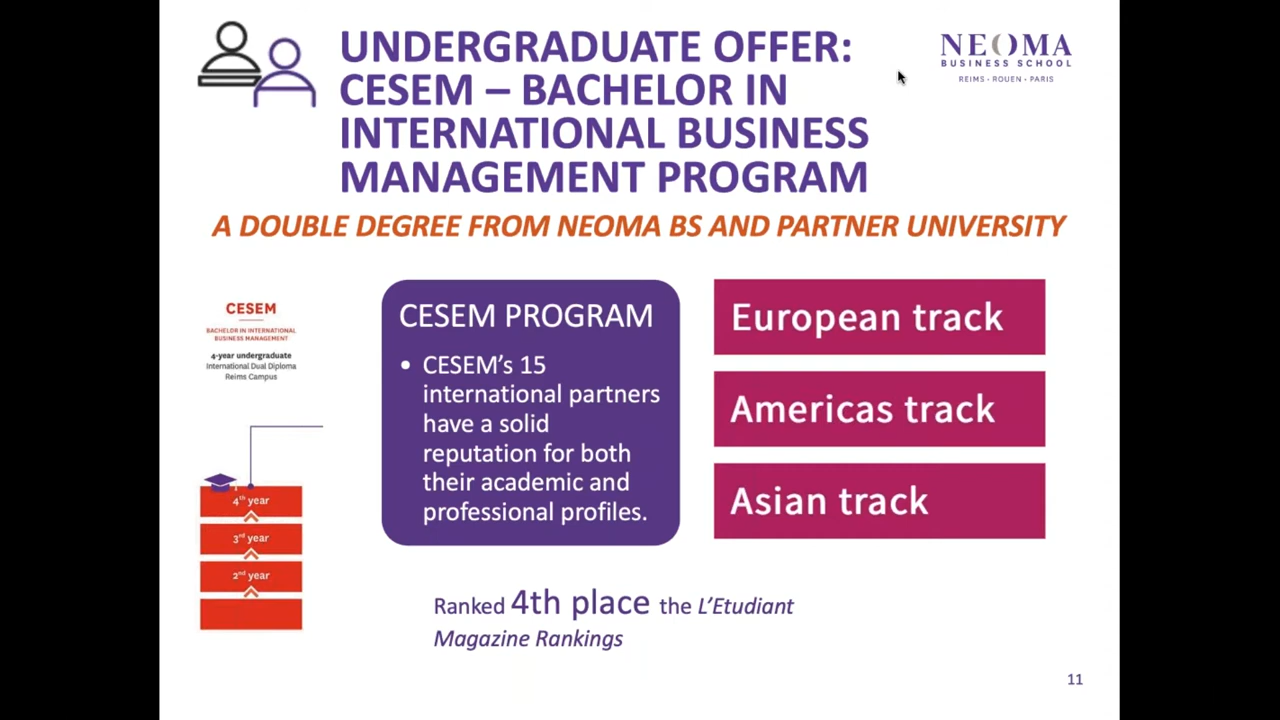 UNDERGRADUATE OFFER:
CESEM – BACHELOR IN
INTERNATIONAL BUSINESS
MANAGEMENT PROGRAM
NEOMA
BUSINESS SCHOOL
REIMS • ROUEN • PARIS
A DOUBLE DEGREE FROM NEOMA BS AND PARTNER UNIVERSITY
CESEM
BACHELOR IN INTERNATIONAL
BUSINESS MANAGEMENT
4-year undergraduate
International Dual Diploma
Reims Campus
4th year
3rd year
2nd year
CESEM PROGRAM
• CESEM's 15
international partners
have a solid
reputation for both
their academic and
professional profiles.
European track
Americas track
Asian track
Ranked 4th place the L'Etudiant
Magazine Rankings
11